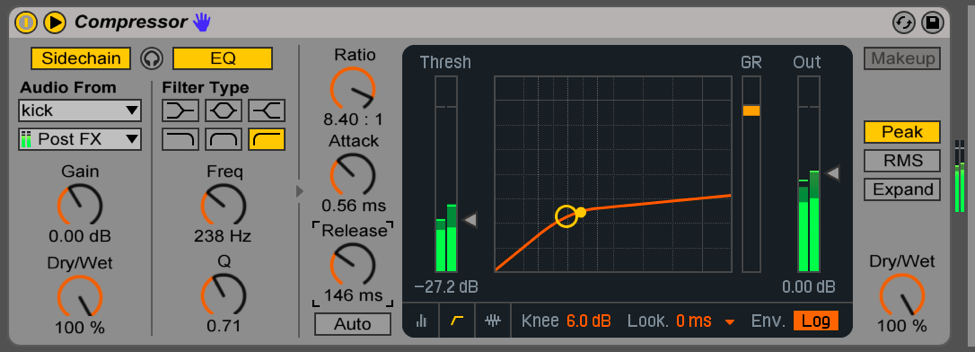 Compressor
Sidechain EQ
Audio From
kick
Post FX
Gain
0.00 dB
Dry/Wet
100 %
Filter Type
Freq
238 Hz
Q
0.71
Ratio
8.40 : 1
Attack
0.56 ms
Release
146 ms
Auto
Thresh
-27.2 dB
GR
Out
0.00 dB
Knee 6.0 dB Look. 0 ms Env. Log
Makeup
Peak
RMS
Expand
Dry/Wet
100 %